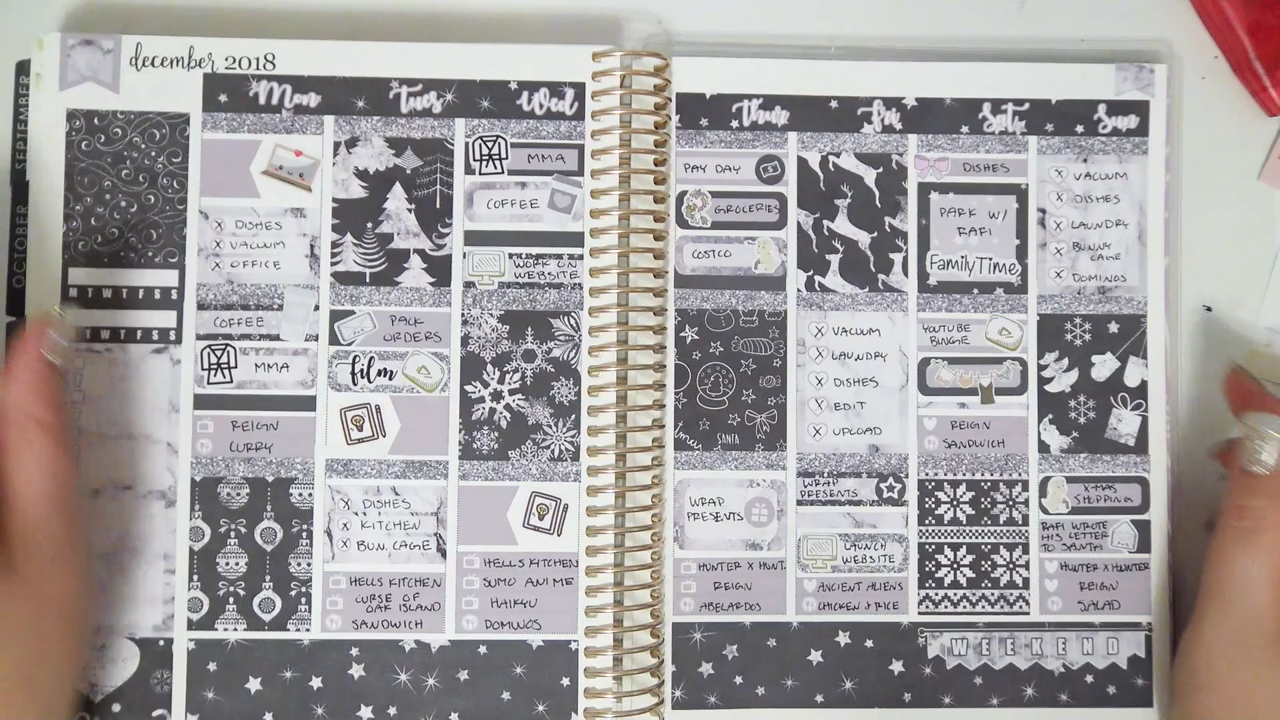 december 2018
SEPTEMBER
OCTOBER
M T W T F S S
M T W T F S S
Mon
DISHES
VACUUM
OFFICE
COFFEE
MMA
REIGN
CURRY
Tues
PACK
ORDERS
film
DISHES
KITCHEN
BUN. CAGE
HELLS KITCHEN
CURSE OF
OAK ISLAND
SANDWICH
Wed
MMA
COFFEE
WORK ON
WEBSITE
HELLS KITCHEN
SUMO ANIME
HAIKYU
DOMINOS
Thur
PAY DAY
GROCERIES
COSTCO
SANTA
WRAP
PRESENTS
HUNTER X HUNT.
REIGN
ABELARDOS
Fri
VACUUM
LAUNDRY
DISHES
EDIT
UPLOAD
WRAP
PRESENTS
LAUNCH
WEBSITE
ANCIENT ALIENS
CHICKEN + RICE
Sat
DISHES
PARK W/
RAFI
Family Time
YOUTUBE
BINGE
REIGN
SANDWICH
Sun
VACUUM
DISHES
LAUNDRY
BUNNY
CAGE
DOMINOS
X-MAS
SHOPPING
RAFI WROTE
HIS LETTER
TO SANTA
HUNTER X HUNTER
REIGN
SALAD
WEEKEND